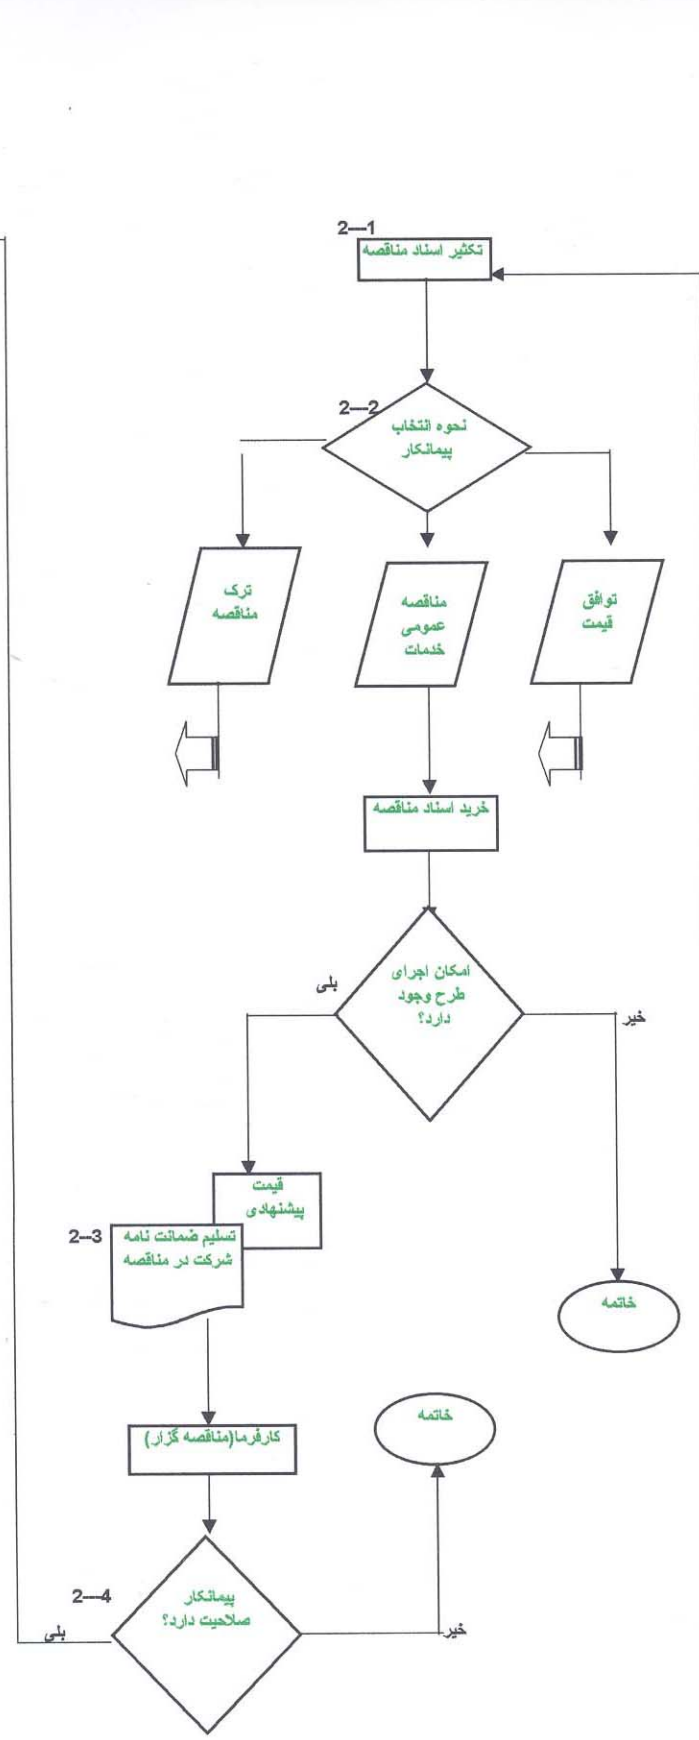 2---1
تكثير اسناد مناقصه
2---2
نحوه انتخاب
پیمانکار
ترک
مناقصه
مناقصه
عمومی
خدمات
توافق
قیمت
خرید اسناد مناقصه
امکان اجرای
طرح وجود
دارد؟
بلی
خیر
قیمت
پیشنهادی
2--3
تسلیم ضمانت نامه
شرکت در مناقصه
خاتمه
خاتمه
کارفرما(مناقصه گزار)
2---4
پیمانکار
صلاحیت دارد؟
بلی
خیر